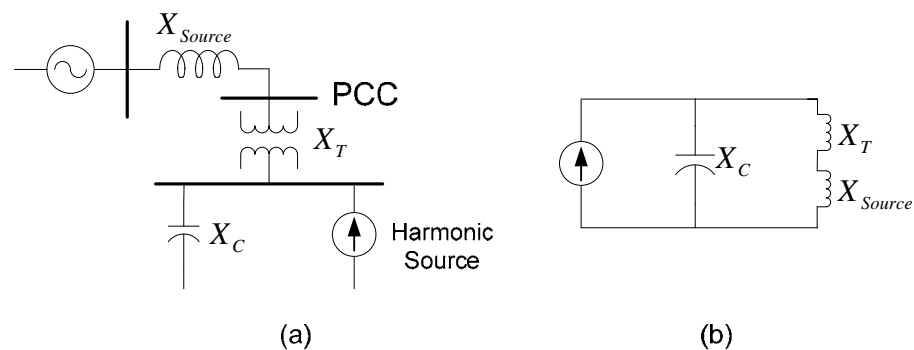 X_Source
PCC
X_T
X_C
Harmonic
Source
(a)
X_C
X_T
X_Source
(b)